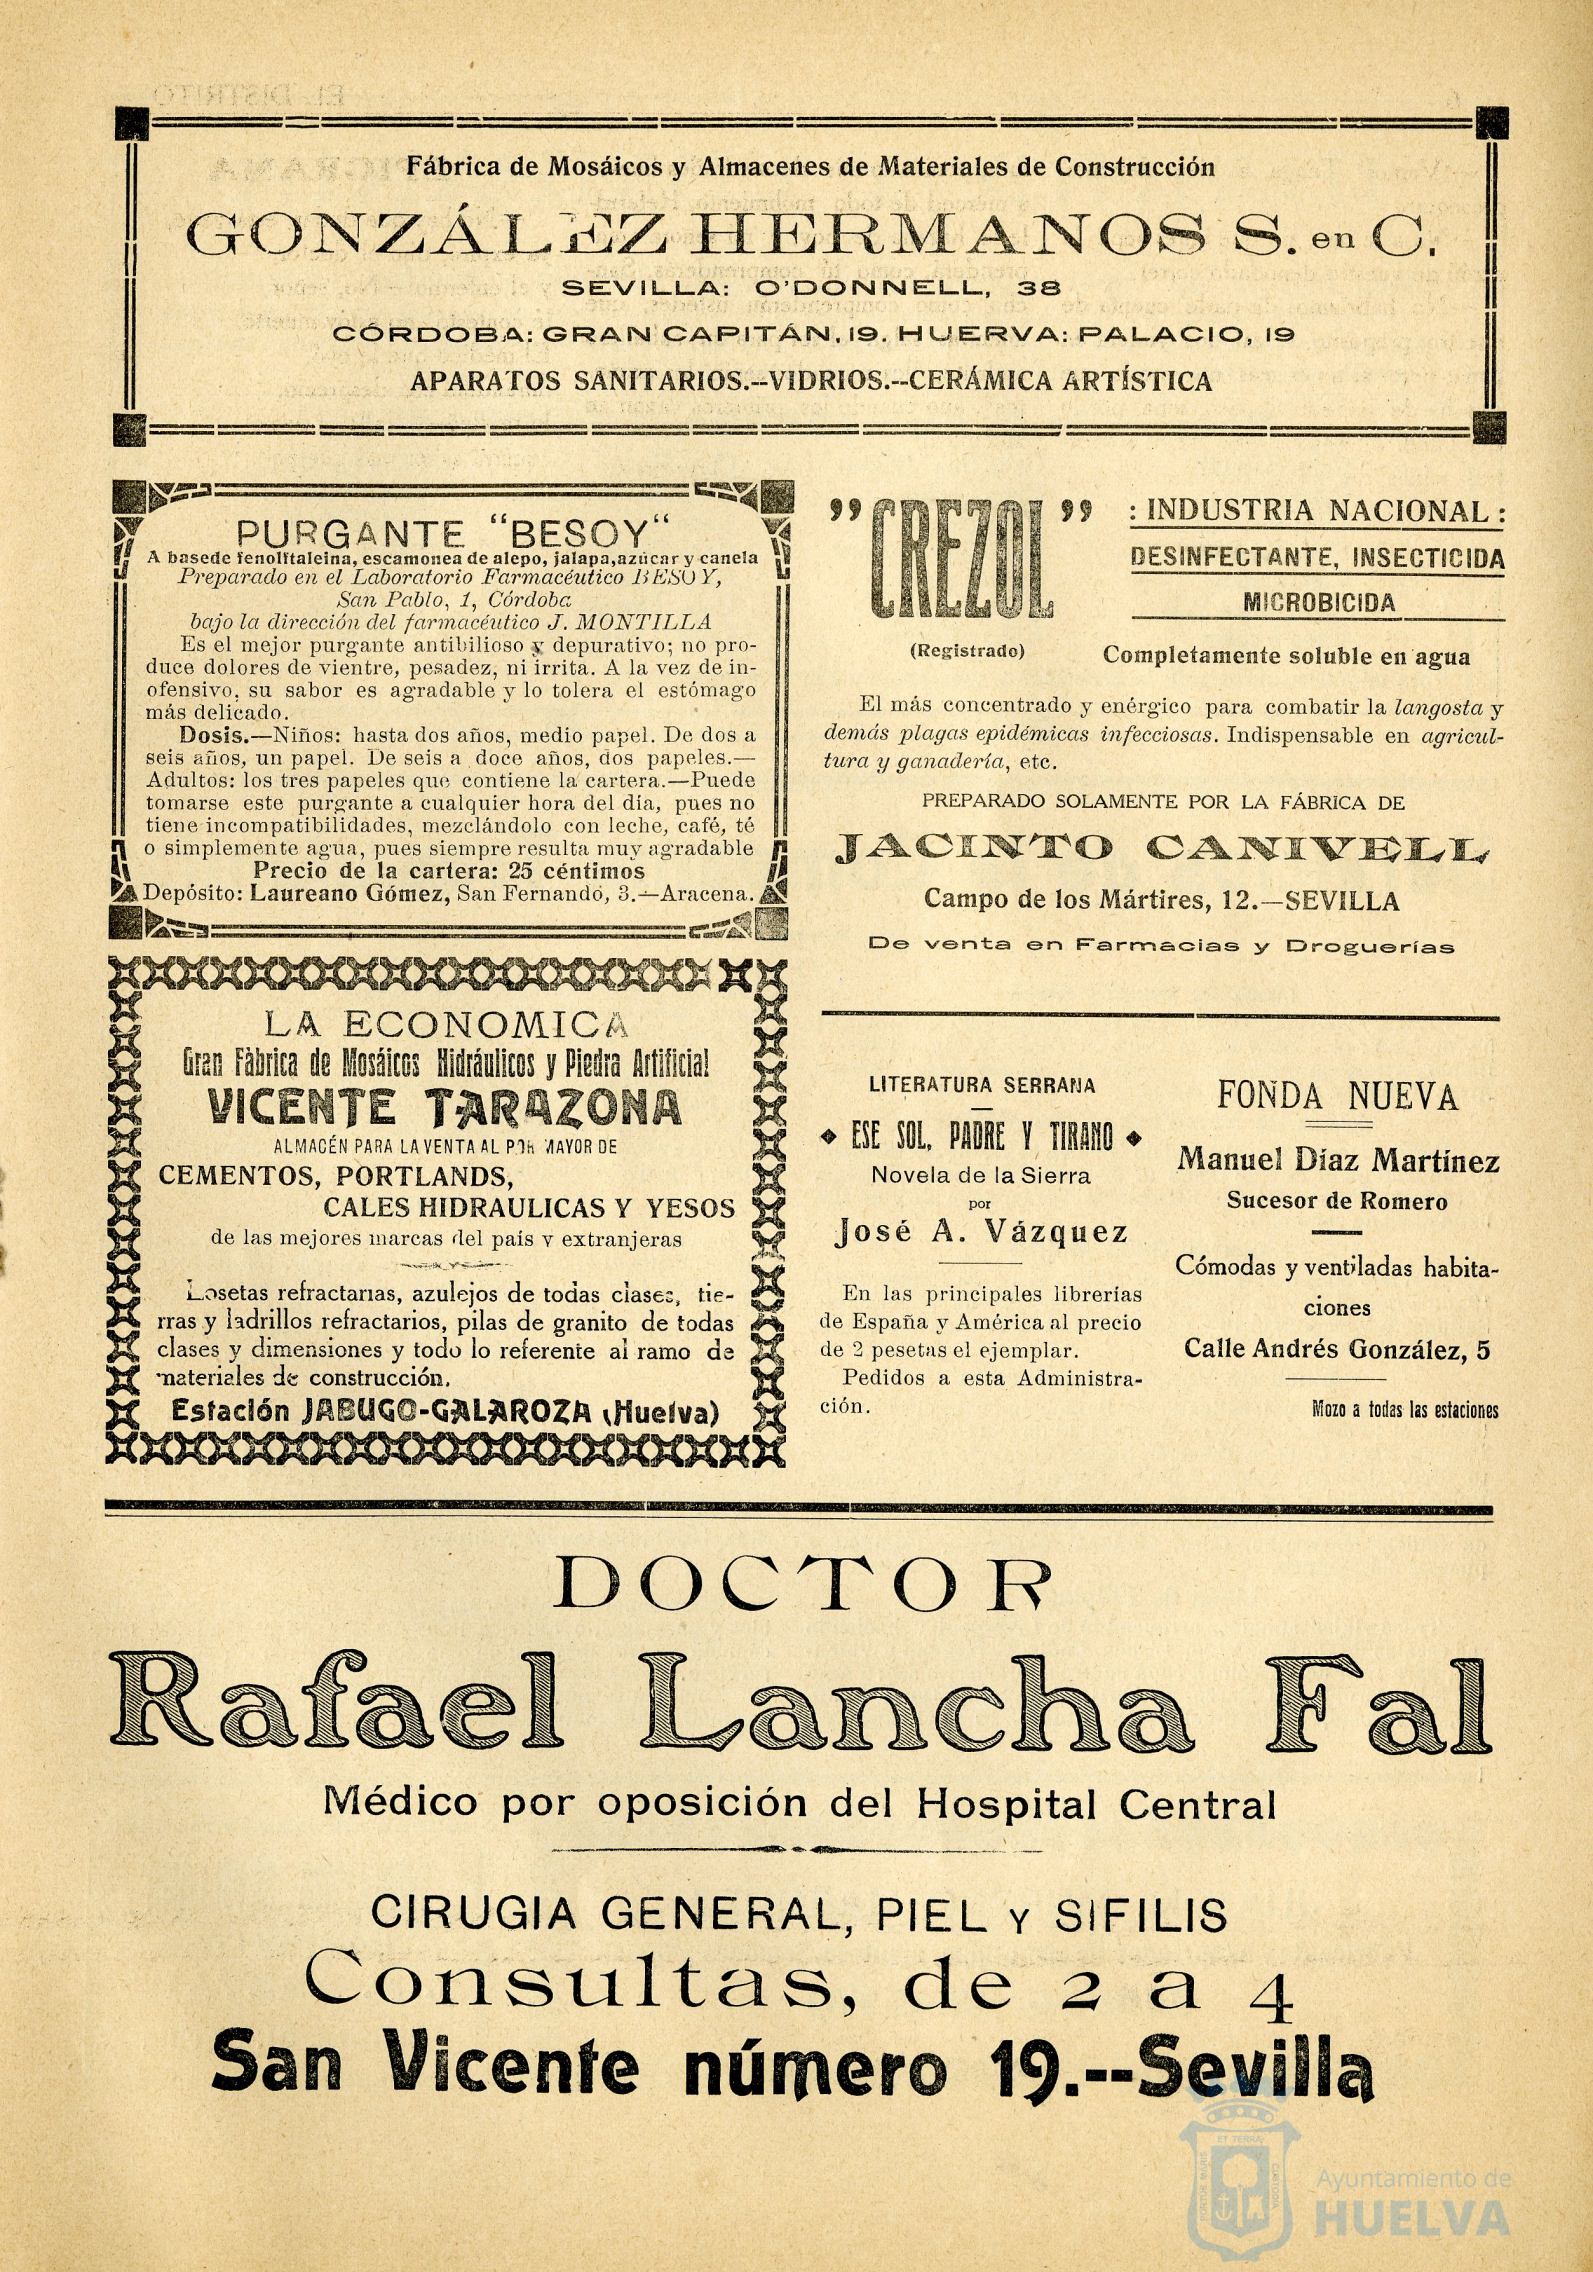 Fábrica de Mosáicos y Almacenes de Materiales de Construcción
GONZÁLEZ HERMANOS S. en C.
SEVILLA: O'DONNELL, 38
CÓRDOBA: GRAN CAPITÁN, 19. HUERVA: PALACIO, 19
APARATOS SANITARIOS.--VIDRIOS.--CERÁMICA ARTÍSTICA
PURGANTE "BESOY"
A basede fenolftaleina, escamonea de alepo, jalapa, azúcar y canela
Preparado en el Laboratorio Farmacéutico BESOY,
San Pablo, 1, Córdoba
bajo la dirección del farmacéutico J. MONTILLA
Es el mejor purgante antibilioso y depurativo; no pro-
duce dolores de vientre, pesadez, ni irrita. A la vez de in-
ofensivo, su sabor es agradable y lo tolera el estómago
más delicado.
Dosis.—Niños: hasta dos años, medio papel. De dos a
seis años, un papel. De seis a doce años, dos papeles.—
Adultos: los tres papeles que contiene la cartera.—Puede
tomarse este purgante a cualquier hora del día, pues no
tiene incompatibilidades, mezclándolo con leche, café, té
o simplemente agua, pues siempre resulta muy agradable
Precio de la cartera: 25 céntimos
Depósito: Laureano Gómez, San Fernando, 3.—Aracena.
"CREZOL"
(Registrado)
: INDUSTRIA NACIONAL :
DESINFECTANTE, INSECTICIDA
MICROBICIDA
Completamente soluble en agua
El más concentrado y enérgico para combatir la langosta y
demás plagas epidémicas infecciosas. Indispensable en agricul-
tura y ganadería, etc.
PREPARADO SOLAMENTE POR LA FÁBRICA DE
JACINTO CANIVELL
Campo de los Mártires, 12.—SEVILLA
De venta en Farmacias y Droguerías
LA ECONOMICA
Gran Fàbrica de Mosáicos Hidráulicos y Piedra Artificial
VICENTE TARAZONA
ALMACÉN PARA LA VENTA AL POR MAYOR DE
CEMENTOS, PORTLANDS,
CALES HIDRAULICAS Y YESOS
de las mejores marcas del país y extranjeras
Losetas refractarias, azulejos de todas clases, tie-
rras y ladrillos refractarios, pilas de granito de todas
clases y dimensiones y todo lo referente al ramo de
materiales de construcción.
Estación JABUGO-GALAROZA (Huelva)
LITERATURA SERRANA
ESE SOL, PADRE Y TIRANO
Novela de la Sierra
por
José A. Vázquez
En las principales librerías
de España y América al precio
de 2 pesetas el ejemplar.
Pedidos a esta Administra-
ción.
FONDA NUEVA
Manuel Díaz Martínez
Sucesor de Romero
Cómodas y ventiladas habita-
ciones
Calle Andrés González, 5
Mozo a todas las estaciones
DOCTOR
Rafael Lancha Fal
Médico por oposición del Hospital Central
CIRUGIA GENERAL, PIEL Y SIFILIS
Consultas, de 2 a 4
San Vicente número 19.--Sevilla
Ayuntamiento de
HUELVA